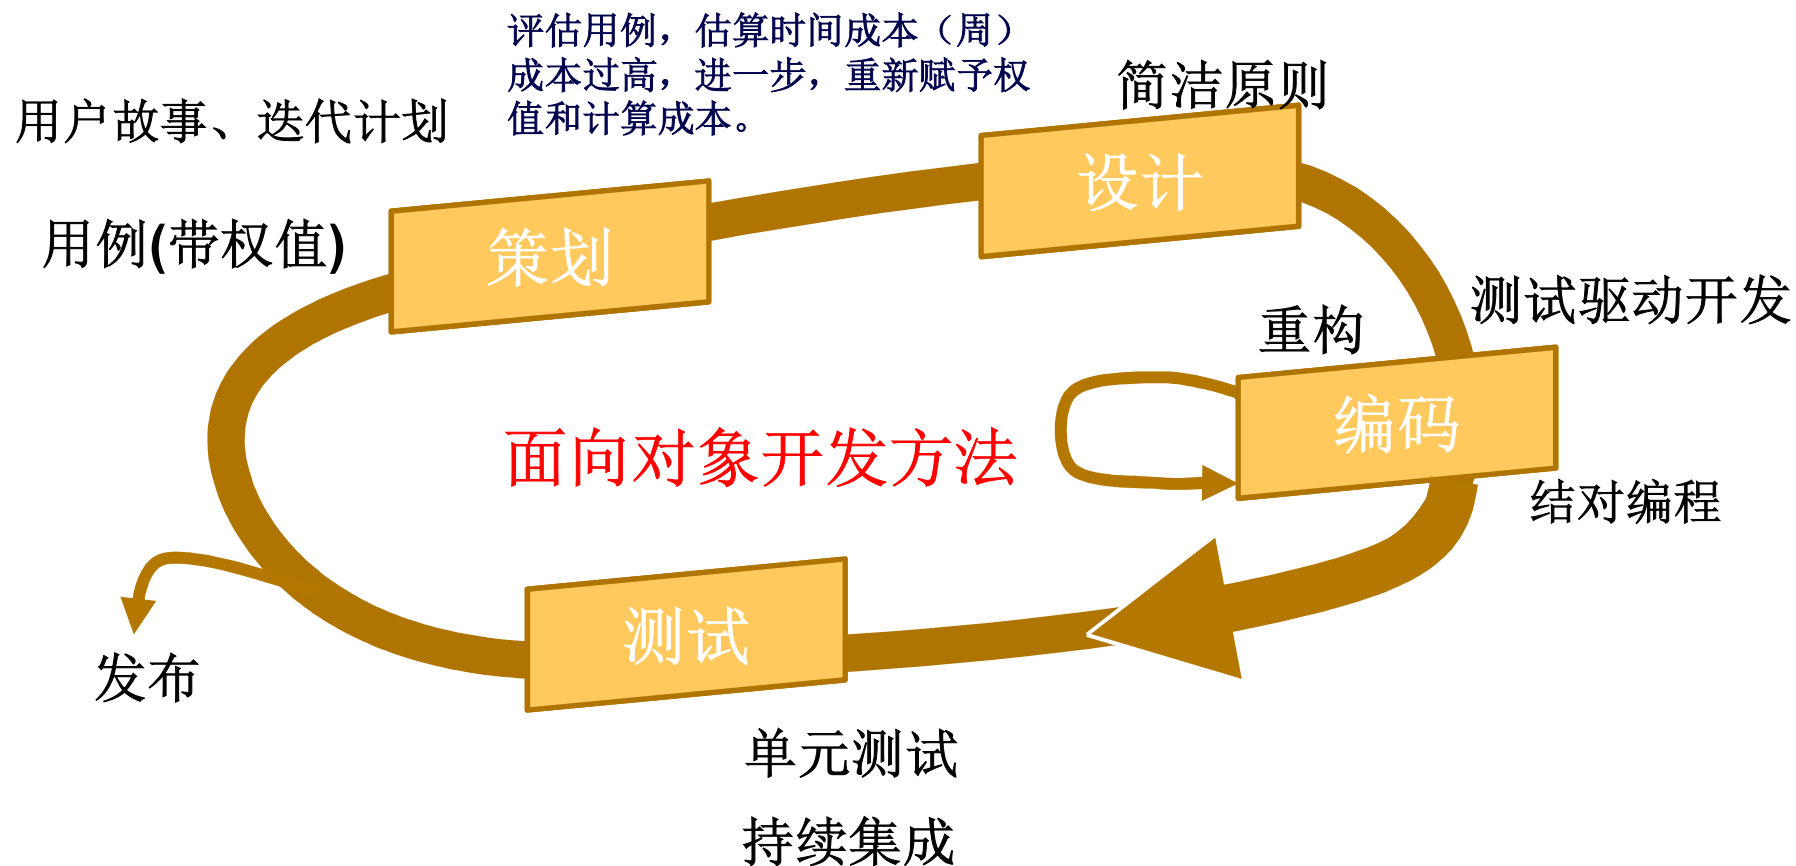 评估用例，估算时间成本（周）
成本过高，进一步，重新赋予权
值和计算成本。
简洁原则
用户故事、迭代计划
设计
用例(带权值)
策划
测试驱动开发
重构
编码
面向对象开发方法
结对编程
测试
发布
单元测试
持续集成